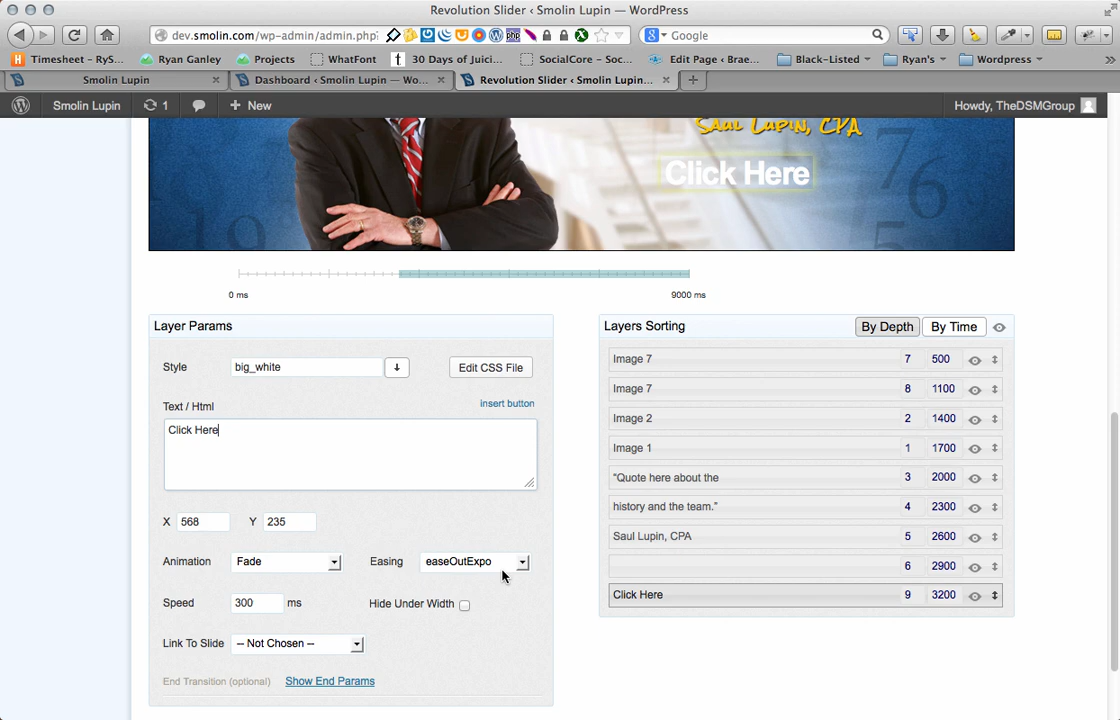 Revolution Slider ‹ Smolin Lupin — WordPress
dev.smolin.com/wp-admin/admin.php?
Google
Timesheet – RyS...
Ryan Ganley
Projects
WhatFont
30 Days of Juici...
SocialCore – Soc...
Edit Page ‹ Brae...
Black-Listed
Ryan's
Wordpress
Smolin Lupin
Dashboard ‹ Smolin Lupin — Wo...
Revolution Slider ‹ Smolin Lupin...
Smolin Lupin
1
New
Howdy, TheDSMGroup
Saul Lupin, CPA
Click Here
76
19
5
0 ms
9000 ms
Layer Params
Style
big_white
Edit CSS File
Text / Html
insert button
Click Here
X 568 Y 235
Animation Fade Easing easeOutExpo
Speed 300 ms Hide Under Width
Link To Slide -- Not Chosen --
End Transition (optional) Show End Params
Layers Sorting By Depth By Time
Image 7 7 500
Image 7 8 1100
Image 2 2 1400
Image 1 1 1700
"Quote here about the 3 2000
history and the team." 4 2300
Saul Lupin, CPA 5 2600
6 2900
Click Here 9 3200